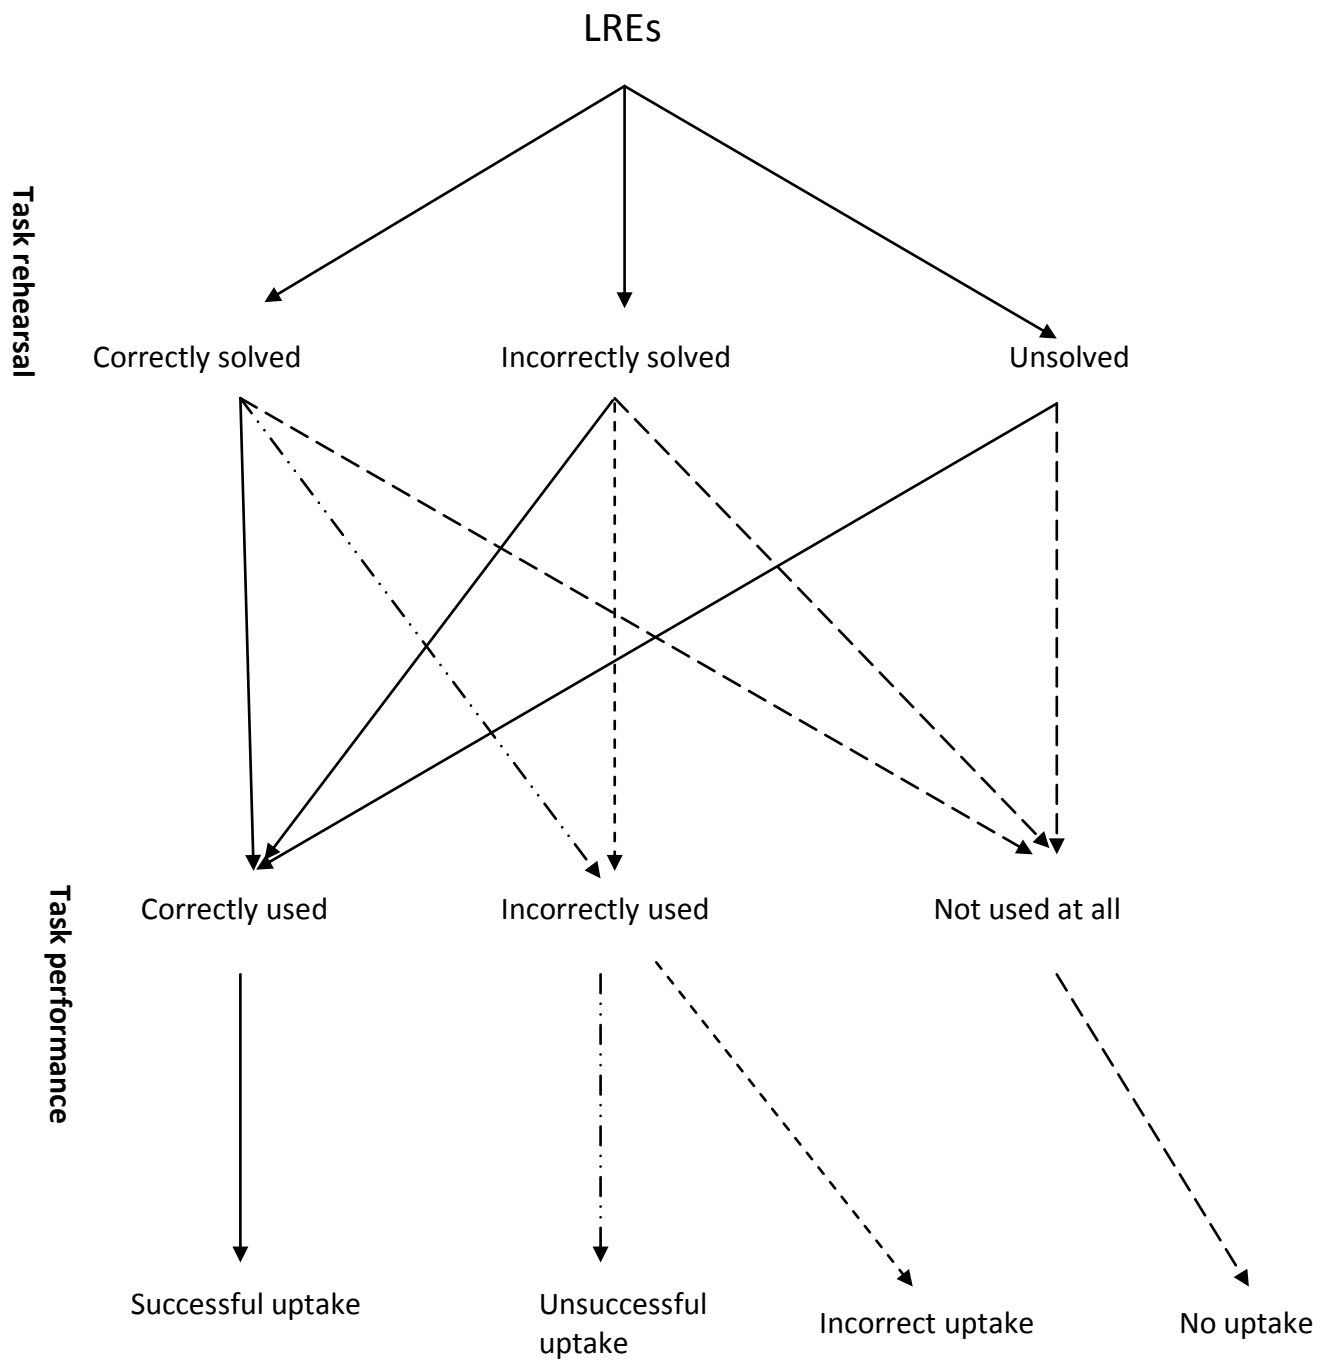 LREs
Task rehearsal
Correctly solved
Incorrectly solved
Unsolved
Task performance
Correctly used
Incorrectly used
Not used at all
Successful uptake
Unsuccessful
uptake
Incorrect uptake
No uptake